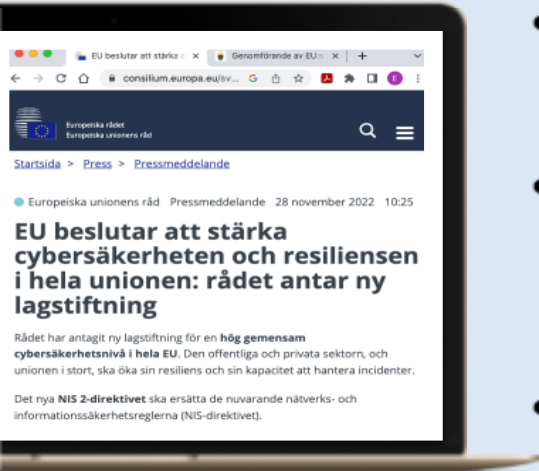 EU beslutar att stärka
Genomförande av EU:s
consilium.europa.eu/sv...
E
Europeiska rådet
Europeiska unionens råd
Startsida > Press > Pressmeddelande
Europeiska unionens råd Pressmeddelande 28 november 2022 10:25
EU beslutar att stärka
cybersäkerheten och resiliensen
i hela unionen: rådet antar ny
lagstiftning
Rådet har antagit ny lagstiftning för en hög gemensam
cybersäkerhetsnivå i hela EU. Den offentliga och privata sektorn, och
unionen i stort, ska öka sin resiliens och sin kapacitet att hantera incidenter.
Det nya NIS 2-direktivet ska ersätta de nuvarande nätverks- och
informationssäkerhetsreglerna (NIS-direktivet).